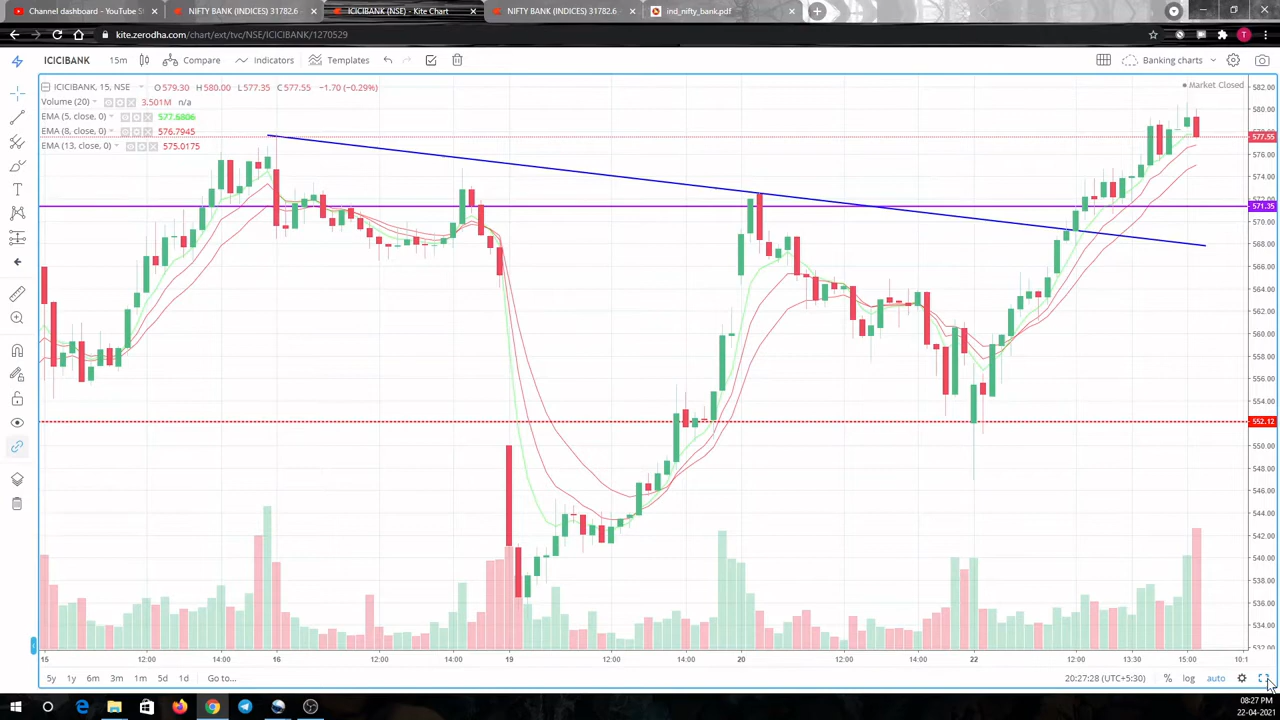 Channel dashboard - YouTube St
NIFTY BANK (INDICES) 31782.6
ICICIBANK (NSE) - Kite Chart
NIFTY BANK (INDICES) 31782.6
ind_nifty_bank.pdf
kite.zerodha.com/chart/ext/tvc/NSE/ICICIBANK/1270529
T
ICICIBANK 15m Compare Indicators Templates Banking charts
ICICIBANK, 15, NSE O 579.30 H 580.00 L 577.35 C 577.55 −1.70 (−0.29%)
Market Closed
Volume (20) 3.501M n/a
EMA (5, close, 0) 577.6806
EMA (8, close, 0) 576.7945
EMA (13, close, 0) 575.0175
582.00
580.00
577.55
576.00
574.00
571.35
570.00
568.00
566.00
564.00
562.00
560.00
558.00
556.00
554.00
552.12
550.00
548.00
546.00
544.00
542.00
540.00
538.00
536.00
534.00
532.00
15 12:00 14:00 16 12:00 14:00 19 12:00 14:00 20 12:00 14:00 22 12:00 13:30 15:00 10:1
5y 1y 6m 3m 1m 5d 1d Go to... 20:27:28 (UTC+5:30) % log auto
08:27 PM
22-04-2021